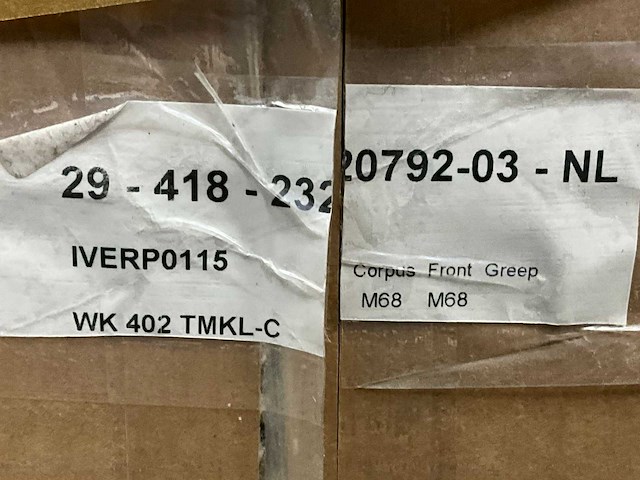 29 - 418 - 232
IVERP0115
WK 402 TMKL-C
20792-03 - NL
Corpus Front Greep
M68 M68